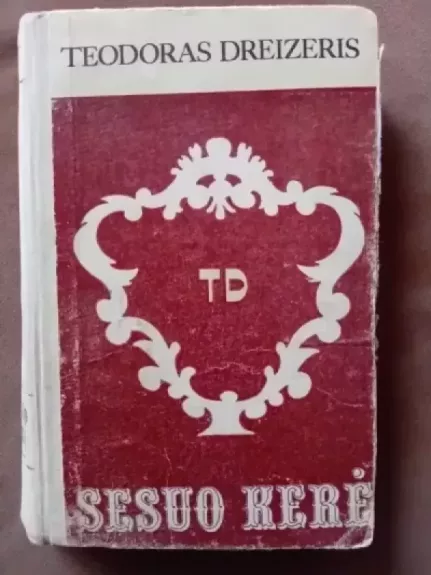 TEODORAS DREIZERIS
TD
SESUO KERĖ